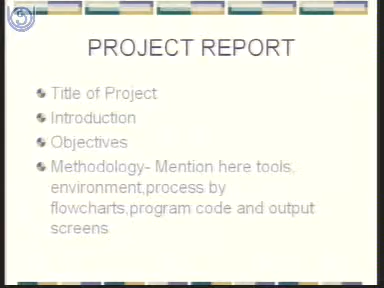 PROJECT REPORT
Title of Project
Introduction
Objectives
Methodology- Mention here tools,
environment,process by
flowcharts,program code and output
screens